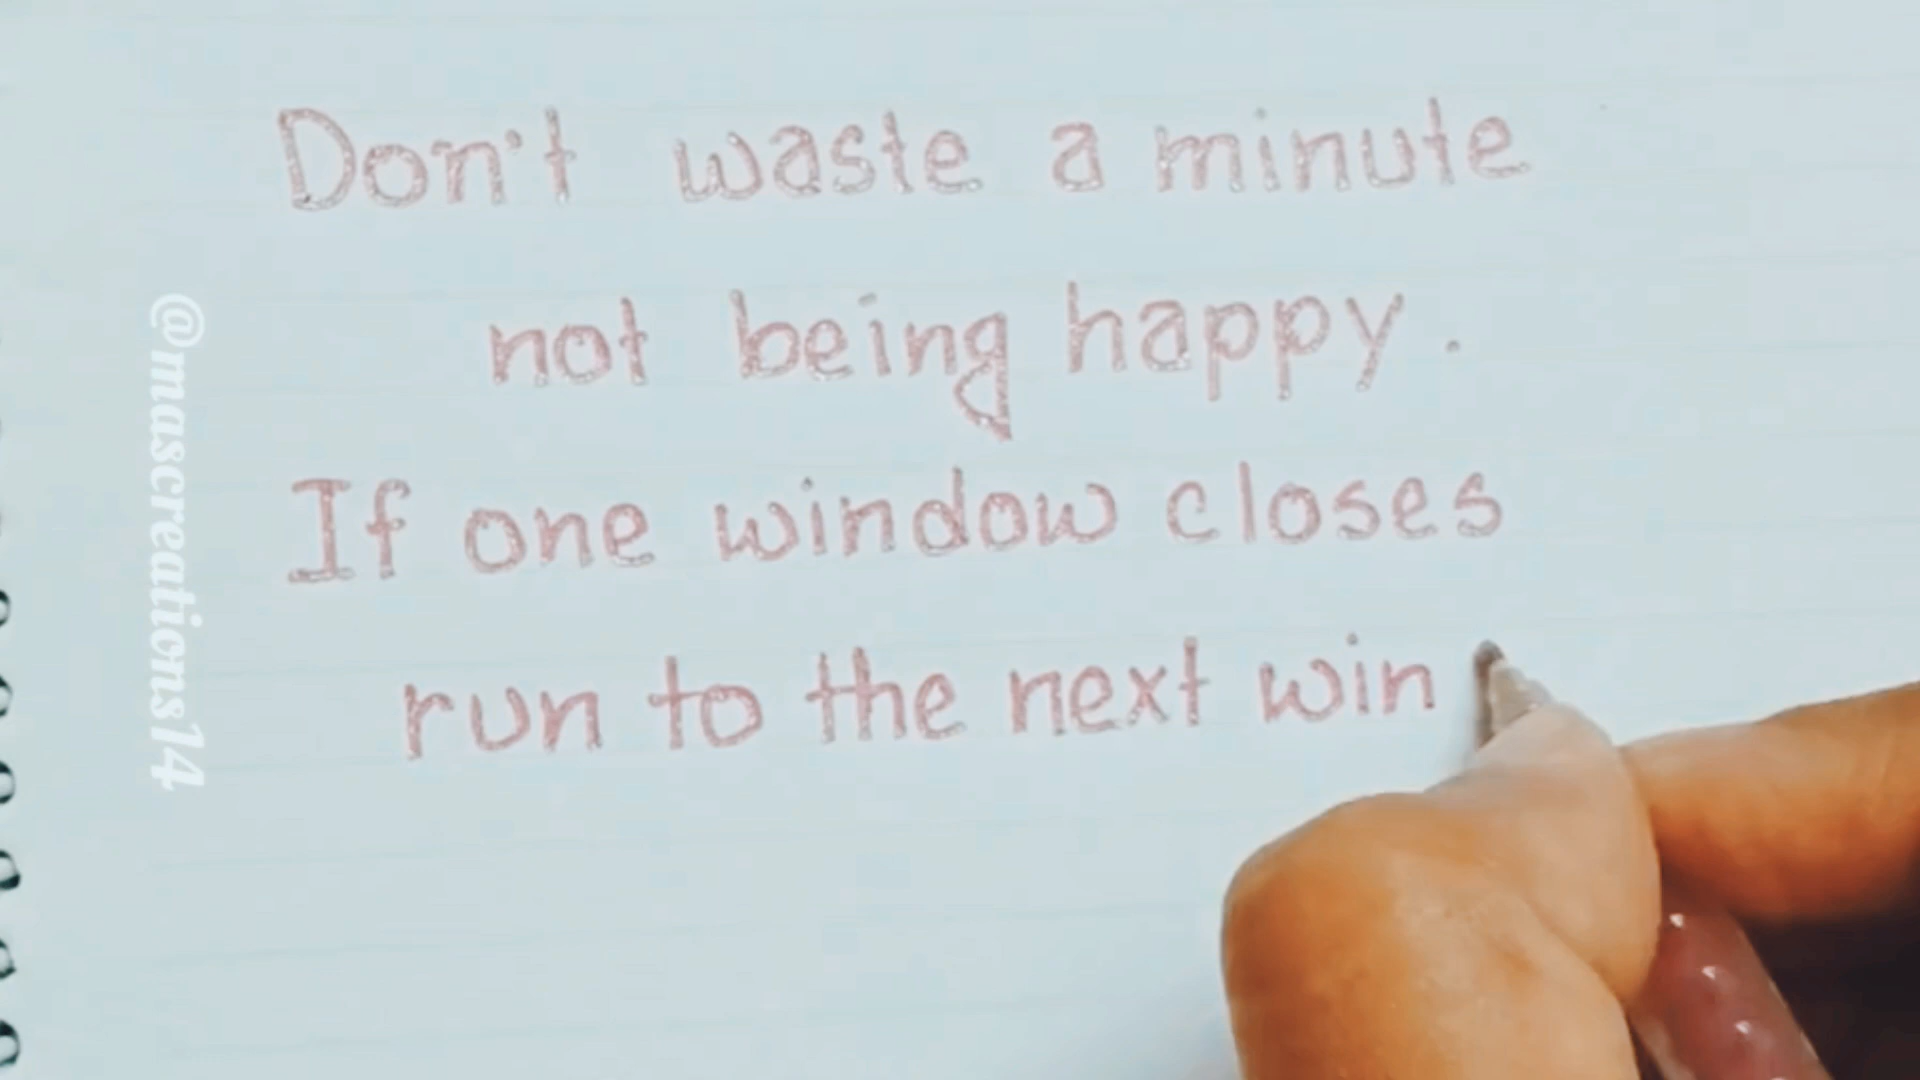 Don't waste a minute
not being happy.
If one window closes
run to the next win
@mascreations14